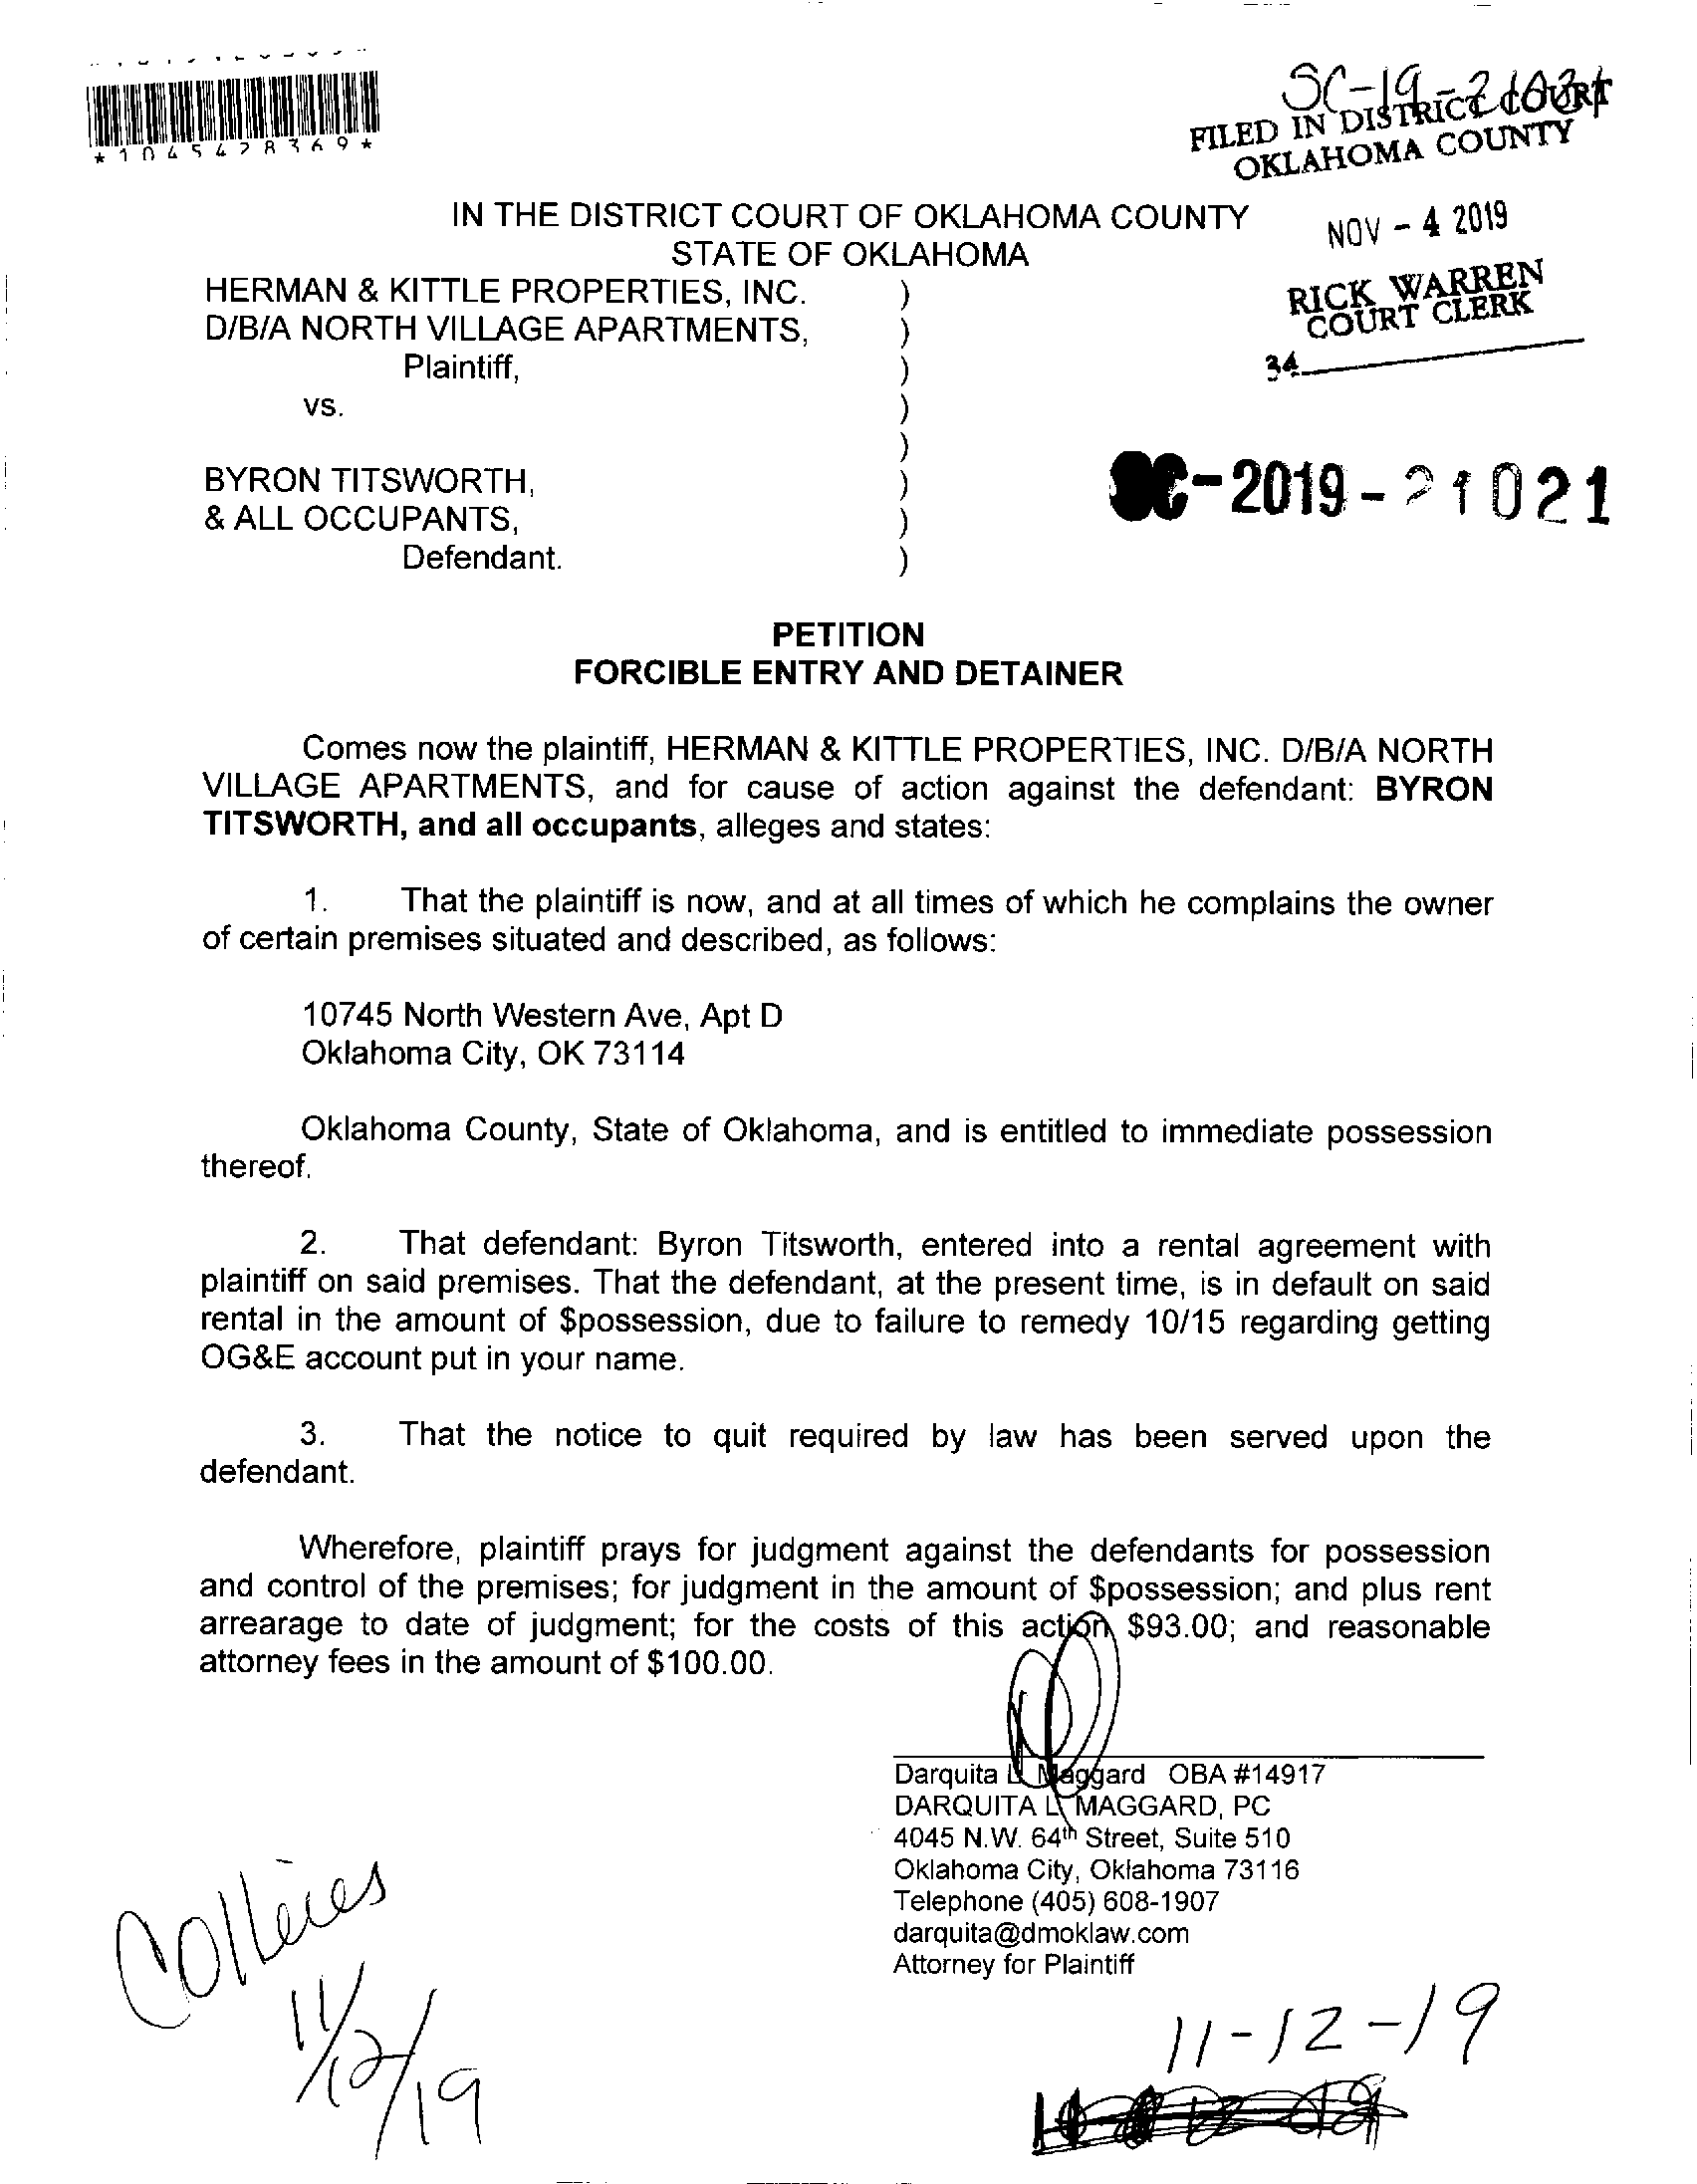 *1045428369*
SC-19-21021
FILED IN DISTRICT COURT
OKLAHOMA COUNTY
NOV - 4 2019
RICK WARREN
COURT CLERK
34
IN THE DISTRICT COURT OF OKLAHOMA COUNTY
STATE OF OKLAHOMA
HERMAN & KITTLE PROPERTIES, INC. )
D/B/A NORTH VILLAGE APARTMENTS, )
Plaintiff, )
vs. )
)
BYRON TITSWORTH, )
& ALL OCCUPANTS, )
Defendant. )
SC-2019-21021
PETITION
FORCIBLE ENTRY AND DETAINER
Comes now the plaintiff, HERMAN & KITTLE PROPERTIES, INC. D/B/A NORTH
VILLAGE APARTMENTS, and for cause of action against the defendant: BYRON
TITSWORTH, and all occupants, alleges and states:
1. That the plaintiff is now, and at all times of which he complains the owner
of certain premises situated and described, as follows:
10745 North Western Ave, Apt D
Oklahoma City, OK 73114
Oklahoma County, State of Oklahoma, and is entitled to immediate possession
thereof.
2. That defendant: Byron Titsworth, entered into a rental agreement with
plaintiff on said premises. That the defendant, at the present time, is in default on said
rental in the amount of $possession, due to failure to remedy 10/15 regarding getting
OG&E account put in your name.
3. That the notice to quit required by law has been served upon the
defendant.
Wherefore, plaintiff prays for judgment against the defendants for possession
and control of the premises; for judgment in the amount of $possession; and plus rent
arrearage to date of judgment; for the costs of this action $93.00; and reasonable
attorney fees in the amount of $100.00.
Darquita L. Maggard OBA #14917
DARQUITA L. MAGGARD, PC
4045 N.W. 64th Street, Suite 510
Oklahoma City, Oklahoma 73116
Telephone (405) 608-1907
darquita@dmoklaw.com
Attorney for Plaintiff
11/12/19
11-12-19